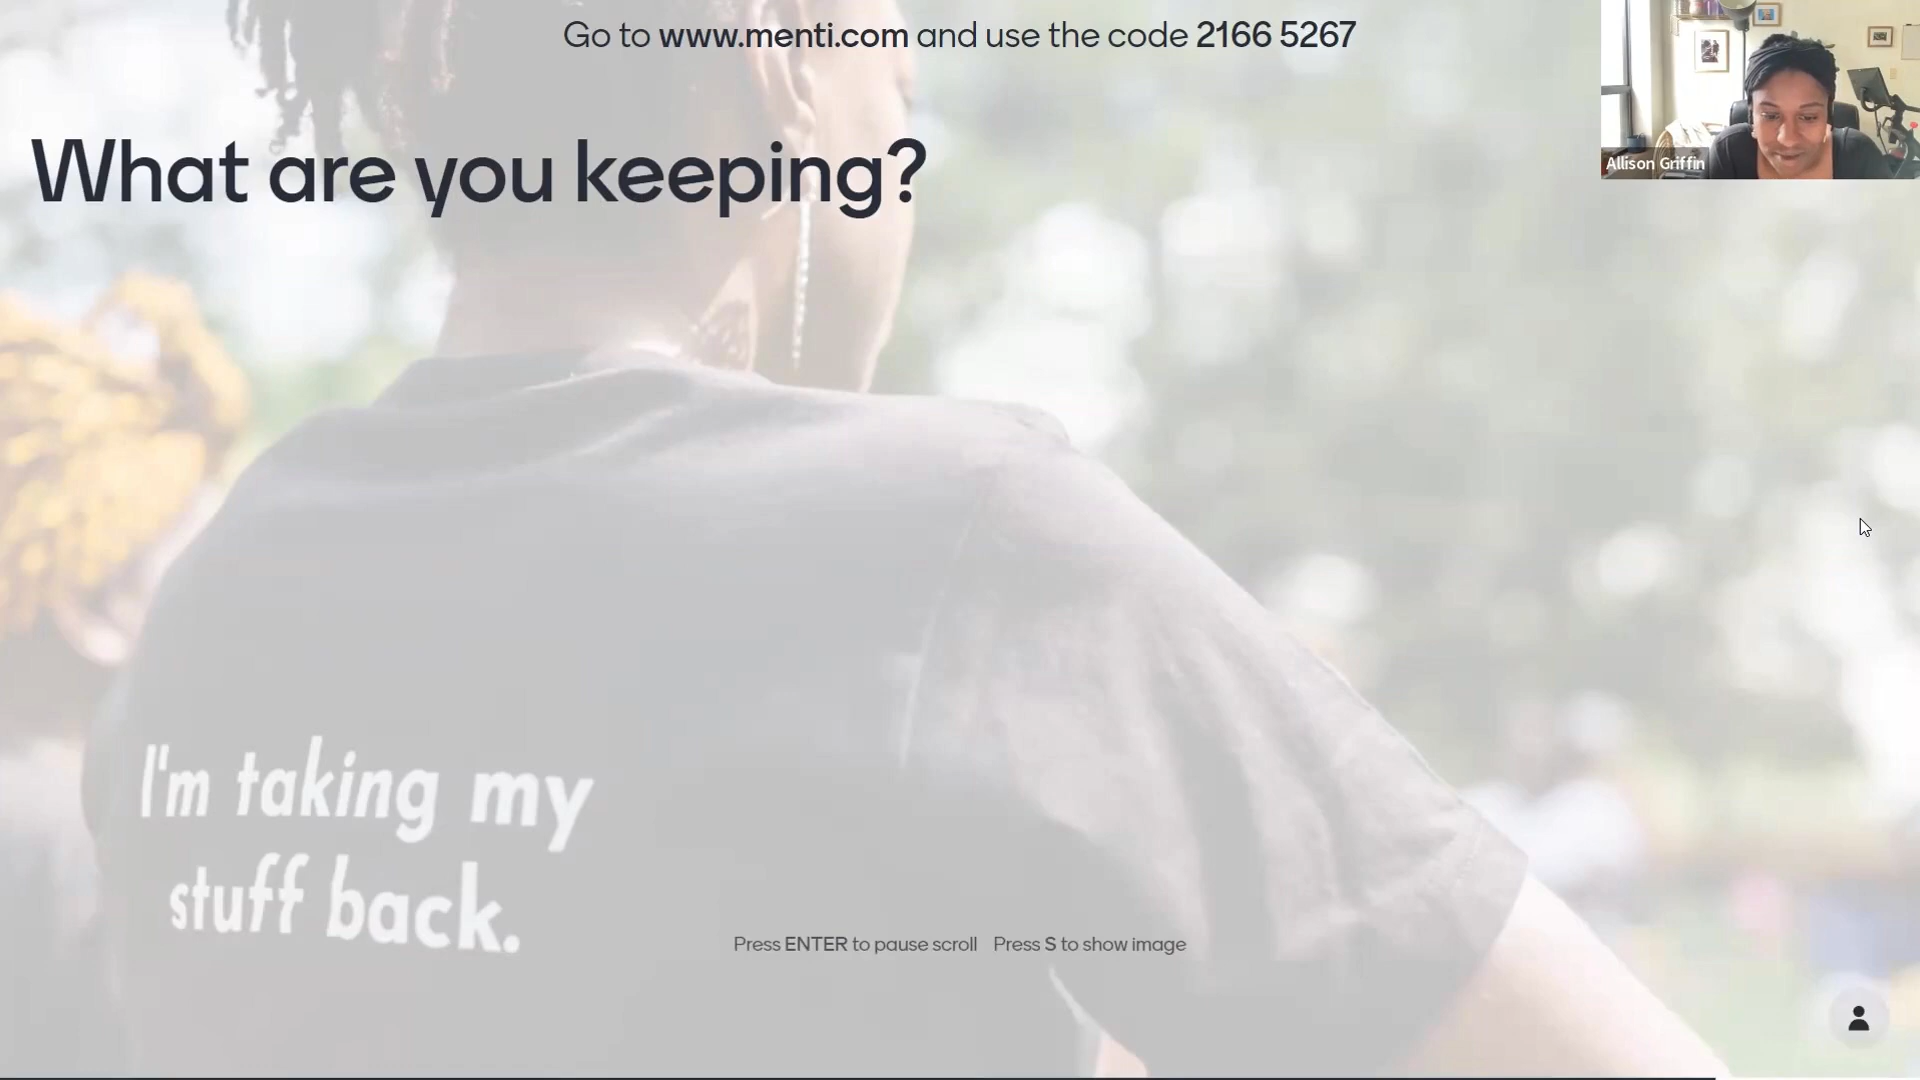 Go to www.menti.com and use the code 2166 5267
What are you keeping?
Allison Griffin
I'm taking my
stuff back.
Press ENTER to pause scroll Press S to show image